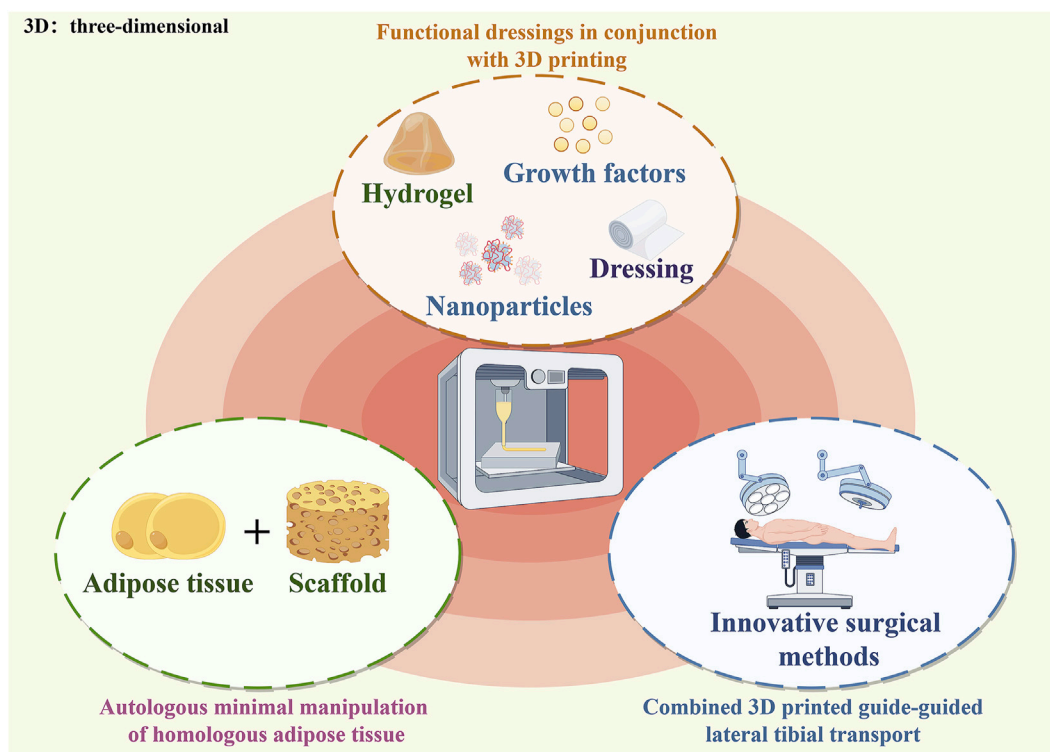 3D: three-dimensional
Functional dressings in conjunction
with 3D printing
Hydrogel
Growth factors
Nanoparticles
Dressing
Adipose tissue
+
Scaffold
Innovative surgical
methods
Autologous minimal manipulation
of homologous adipose tissue
Combined 3D printed guide-guided
lateral tibial transport